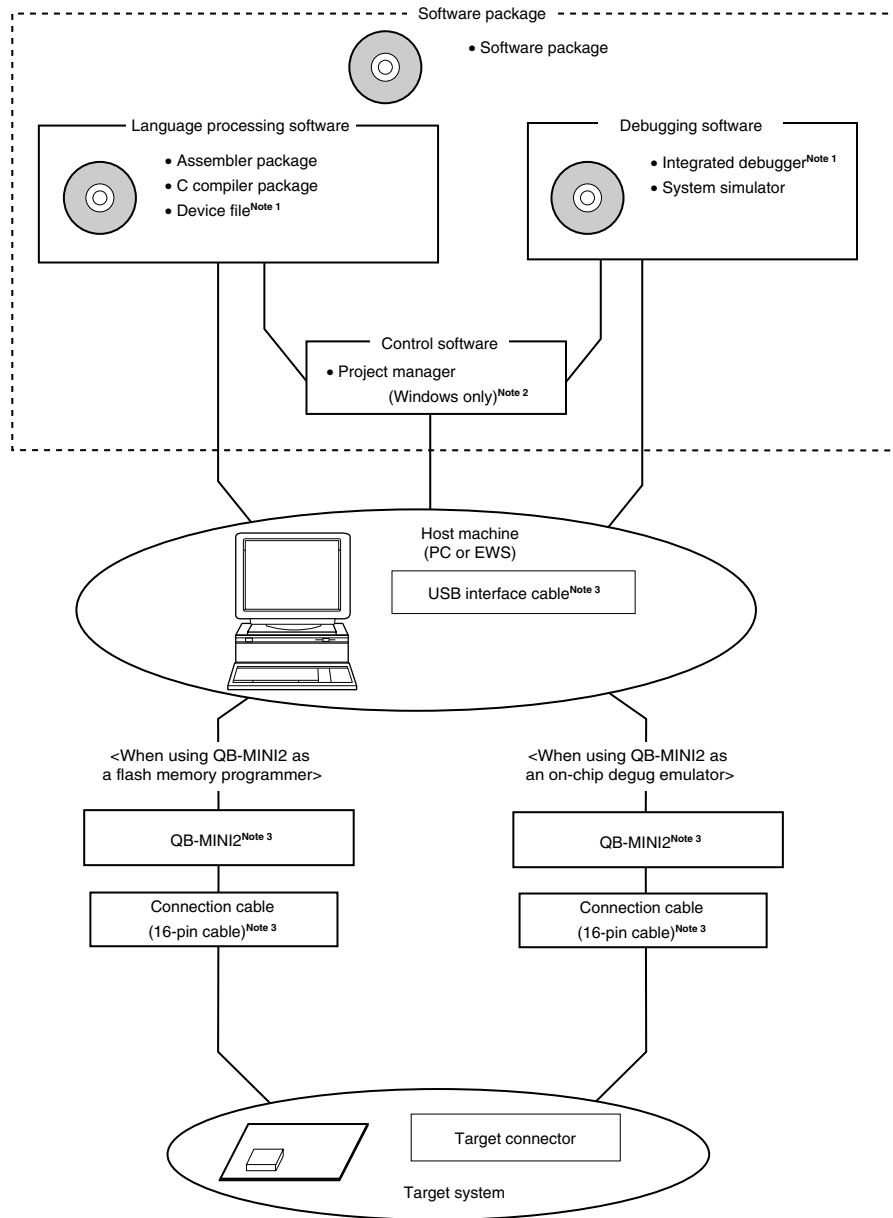 Software package
• Software package
Language processing software
• Assembler package
• C compiler package
• Device fileNote 1
Debugging software
• Integrated debuggerNote 1
• System simulator
Control software
• Project manager
(Windows only)Note 2
Host machine
(PC or EWS)
USB interface cableNote 3
<When using QB-MINI2 as
a flash memory programmer>
<When using QB-MINI2 as
an on-chip degug emulator>
QB-MINI2Note 3
QB-MINI2Note 3
Connection cable
(16-pin cable)Note 3
Connection cable
(16-pin cable)Note 3
Target connector
Target system